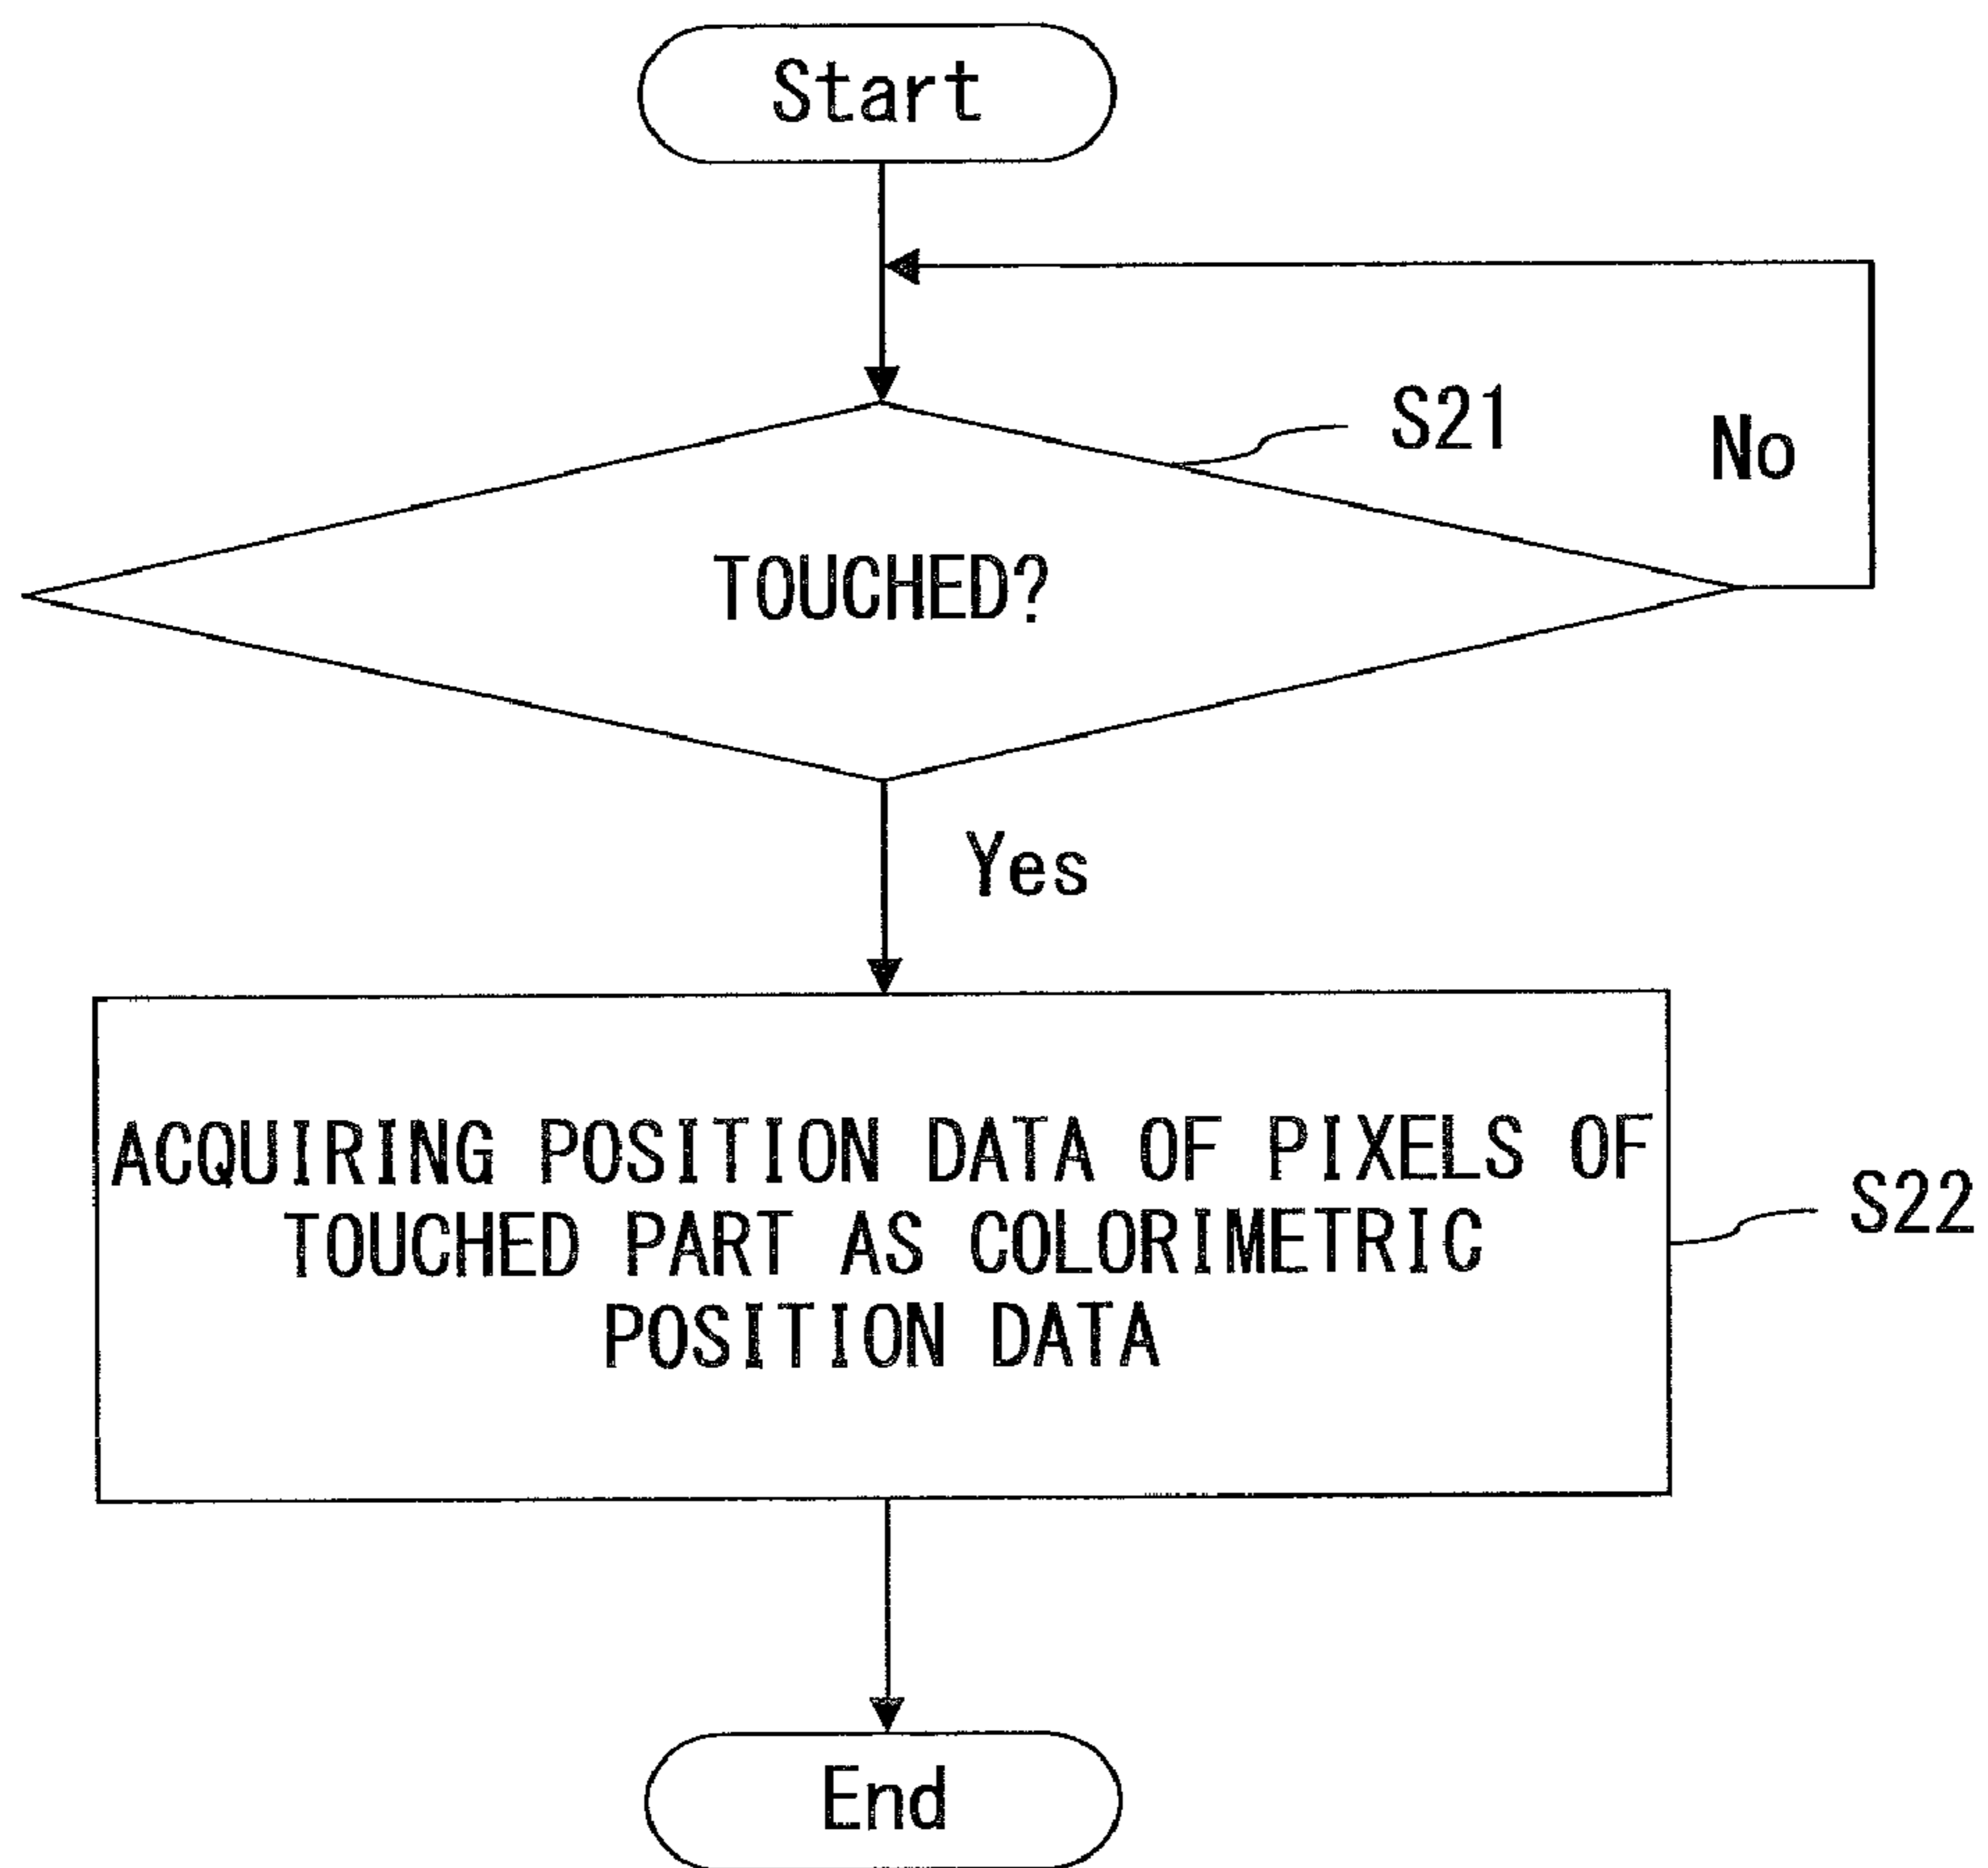 Start
S21
No
TOUCHED?
Yes
ACQUIRING POSITION DATA OF PIXELS OF
TOUCHED PART AS COLORIMETRIC
POSITION DATA
S22
End